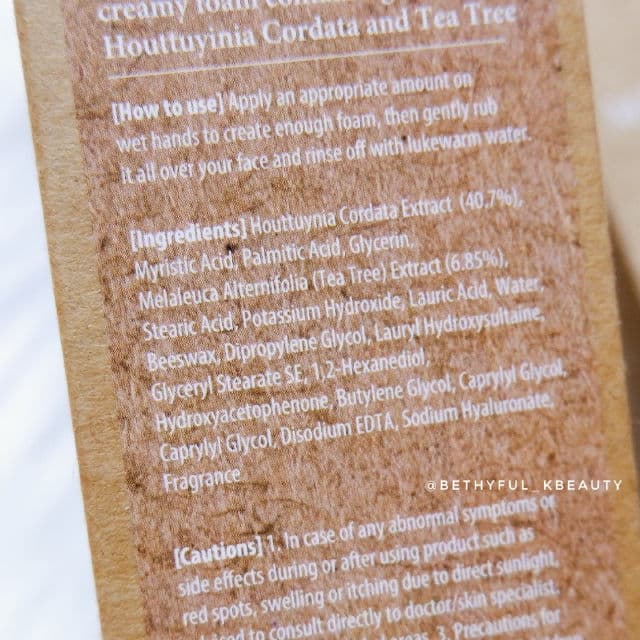 creamy foam
Houttuyinia Cordata and Tea Tree
[How to use] Apply an appropriate amount on
wet hands to create enough foam, then gently rub
it all over your face and rinse off with lukewarm water.
[Ingredients] Houttuynia Cordata Extract (40.7%),
Myristic Acid, Palmitic Acid, Glycerin,
Melaleuca Alternifolia (Tea Tree) Extract (6.85%),
Stearic Acid, Potassium Hydroxide, Lauric Acid, Water,
Beeswax, Dipropylene Glycol, Lauryl Hydroxysultaine,
Glyceryl Stearate SE, 1,2-Hexanediol,
Hydroxyacetophenone, Butylene Glycol, Caprylyl Glycol,
Caprylyl Glycol, Disodium EDTA, Sodium Hyaluronate,
Fragrance
@BETHYFUL_KBEAUTY
[Cautions] 1. In case of any abnormal symptoms or
side effects during or after using product such as
red spots, swelling or itching due to direct sunlight,
to consult directly to doctor/skin specialist
3. Precautions for